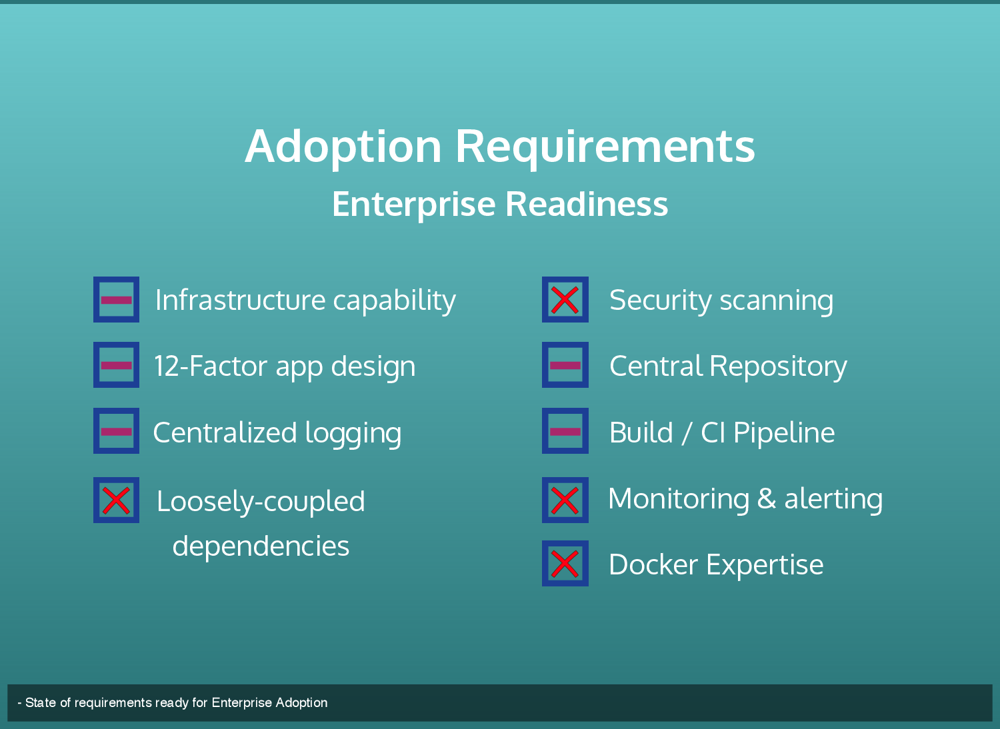 Adoption Requirements
Enterprise Readiness
Infrastructure capability
12-Factor app design
Centralized logging
Loosely-coupled
dependencies
Security scanning
Central Repository
Build / CI Pipeline
Monitoring & alerting
Docker Expertise
- State of requirements ready for Enterprise Adoption